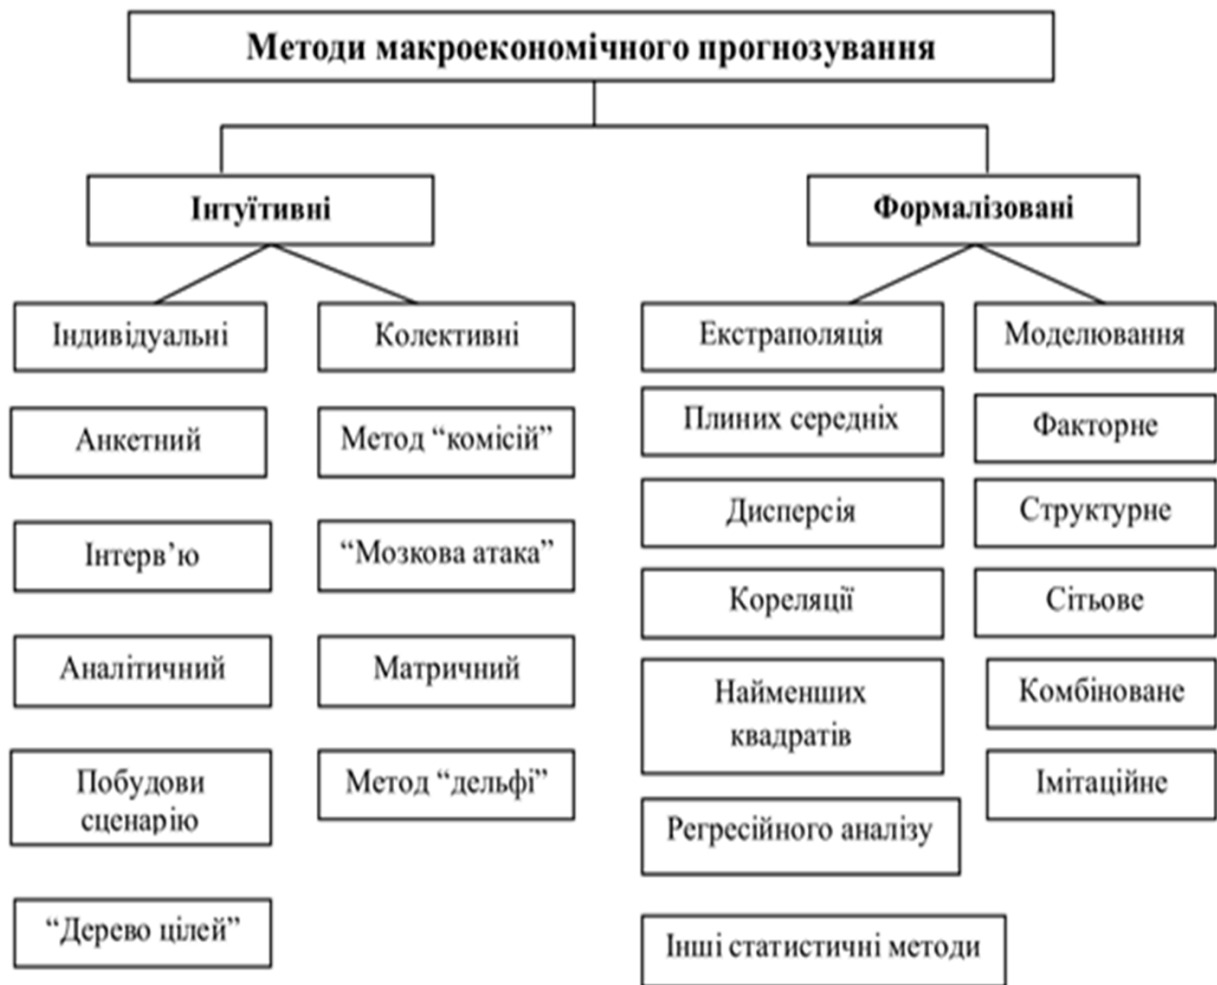 Методи макроекономічного прогнозування
Інтуїтивні
Формалізовані
Індивідуальні
Колективні
Екстраполяція
Моделювання
Анкетний
Метод “комісій”
Плиних середніх
Факторне
Інтерв’ю
“Мозкова атака”
Дисперсія
Структурне
Кореляції
Сітьове
Аналітичний
Матричний
Найменших
квадратів
Комбіноване
Побудови
сценарію
Метод “дельфі”
Регресійного аналізу
Імітаційне
“Дерево цілей”
Інші статистичні методи